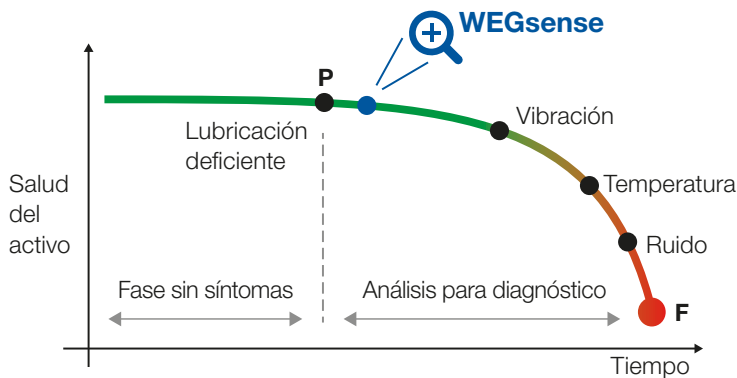 WEGsense
P
Lubricación
deficiente
Vibración
Temperatura
Ruido
F
Salud
del
activo
Fase sin síntomas
Análisis para diagnóstico
Tiempo